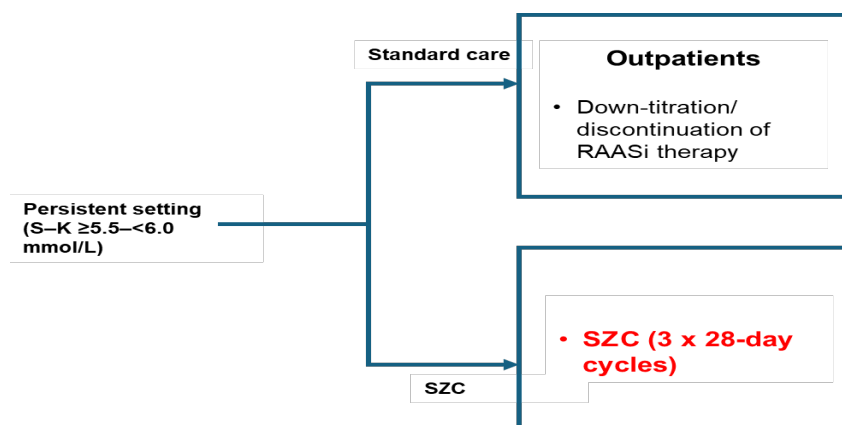 Standard care
Outpatients
• Down-titration/
discontinuation of
RAASi therapy
Persistent setting
(S–K ≥5.5–<6.0
mmol/L)
• SZC (3 x 28-day
cycles)
SZC